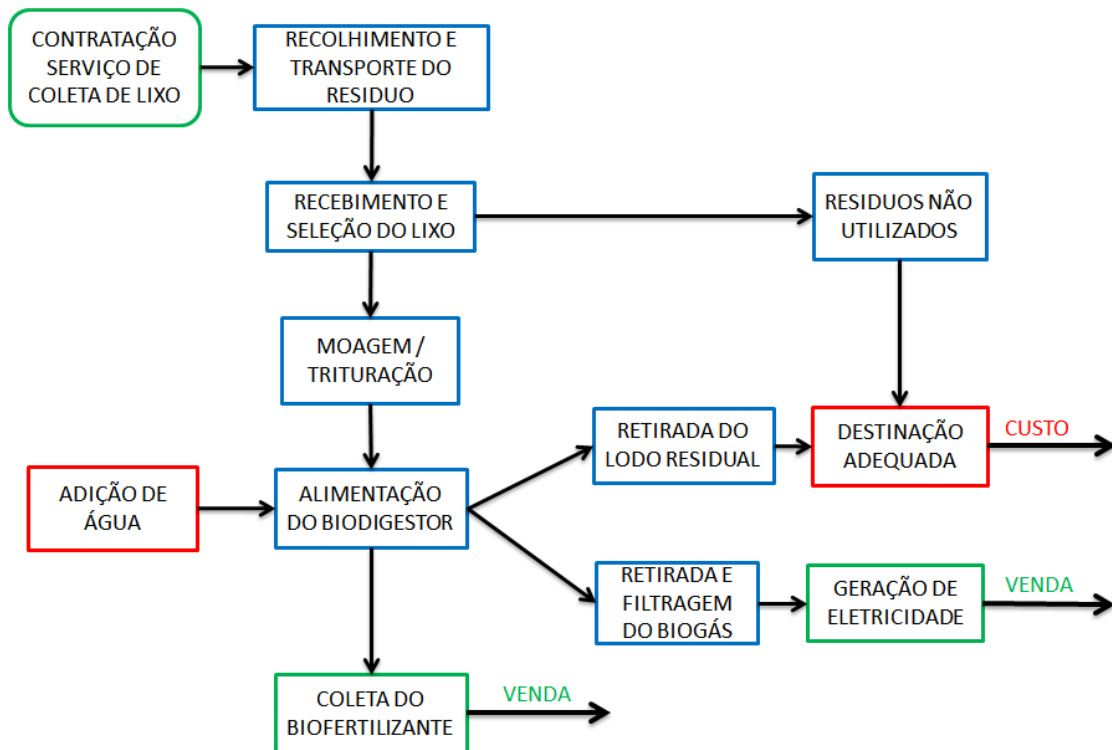 CONTRATAÇÃO
SERVIÇO DE
COLETA DE LIXO
RECOLHIMENTO E
TRANSPORTE DO
RESIDUO
RECEBIMENTO E
SELEÇÃO DO LIXO
RESIDUOS NÃO
UTILIZADOS
MOAGEM /
TRITURAÇÃO
RETIRADA DO
LODO RESIDUAL
DESTINAÇÃO
ADEQUADA
CUSTO
ADIÇÃO DE
ÁGUA
ALIMENTAÇÃO
DO BIODIGESTOR
RETIRADA E
FILTRAGEM
DO BIOGÁS
GERAÇÃO DE
ELETRICIDADE
VENDA
COLETA DO
BIOFERTILIZANTE
VENDA